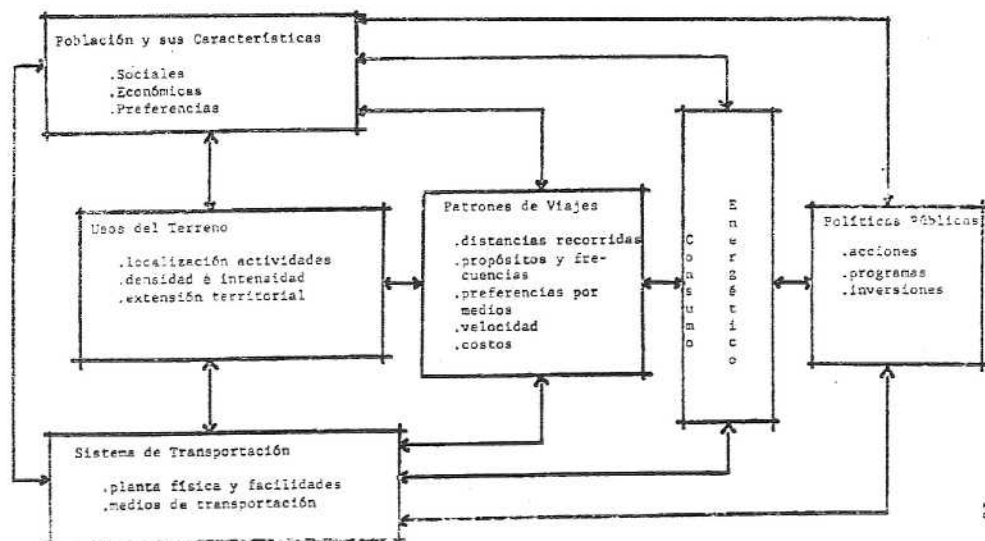 Población y sus Características
.Sociales
.Económicas
.Preferencias
Usos del Terreno
.localización actividades
.densidad e intensidad
.extensión territorial
Patrones de Viajes
.distancias recorridas
.propósitos y fre-
cuencias
.preferencias por
medios
.velocidad
.costos
Consumo
Energético
Políticas Públicas
.acciones
.programas
.inversiones
Sistema de Transportación
.planta física y facilidades
.medios de transportación